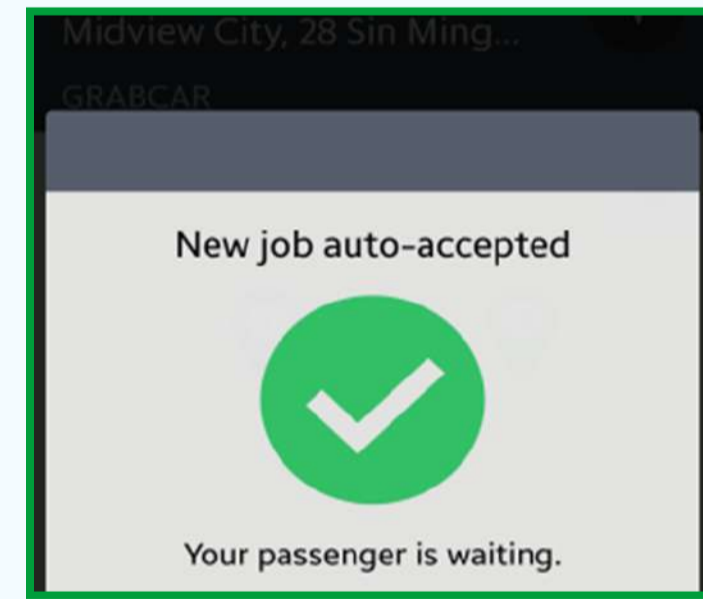 Midview City, 28 Sin Ming...
GRABCAR
New job auto-accepted
Your passenger is waiting.